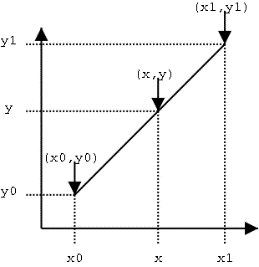 (x1,y1)
y1
(x,y)
y
(x0,y0)
y0
x0 x x1